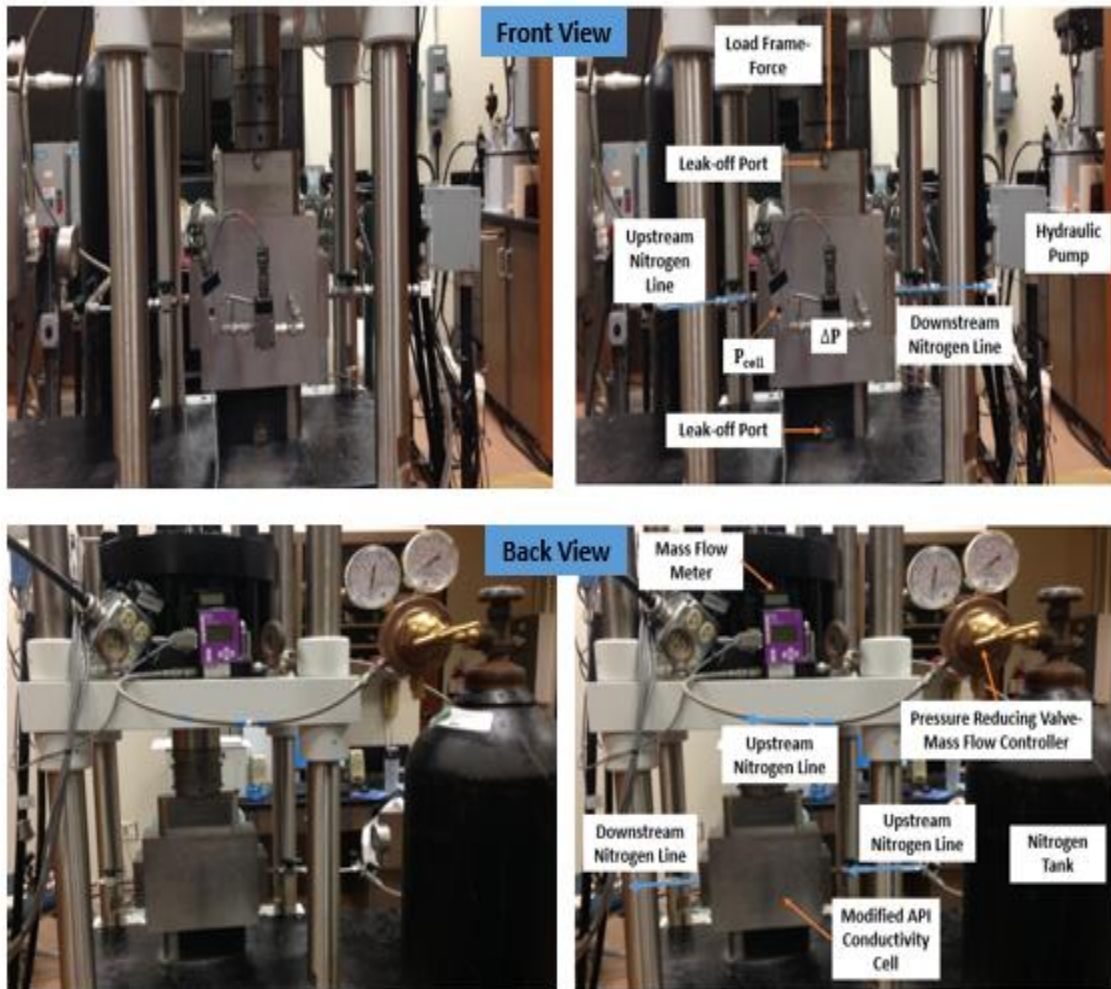 Front View
Load Frame-
Force
Leak-off Port
Upstream
Nitrogen
Line
Hydraulic
Pump
Downstream
Nitrogen Line
ΔP
Pcell
Leak-off Port
Back View
Mass Flow
Meter
Pressure Reducing Valve-
Mass Flow Controller
Upstream
Nitrogen Line
Upstream
Nitrogen Line
Downstream
Nitrogen Line
Nitrogen
Tank
Modified API
Conductivity
Cell